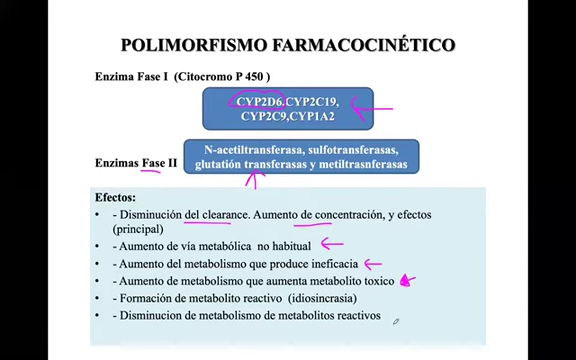 POLIMORFISMO FARMACOCINÉTICO
Enzima Fase I (Citocromo P 450 )
CYP2D6,CYP2C19,
CYP2C9,CYP1A2
N-acetiltransferasa, sulfotransferasas,
glutatión transferasas y metiltrasnferasas
Enzimas Fase II
Efectos:
• - Disminución del clearance. Aumento de concentración, y efectos
(principal)
• - Aumento de vía metabólica no habitual
• - Aumento del metabolismo que produce ineficacia
• - Aumento de metabolismo que aumenta metabolito toxico
• - Formación de metabolito reactivo (idiosincrasia)
• - Disminucion de metabolismo de metabolitos reactivos